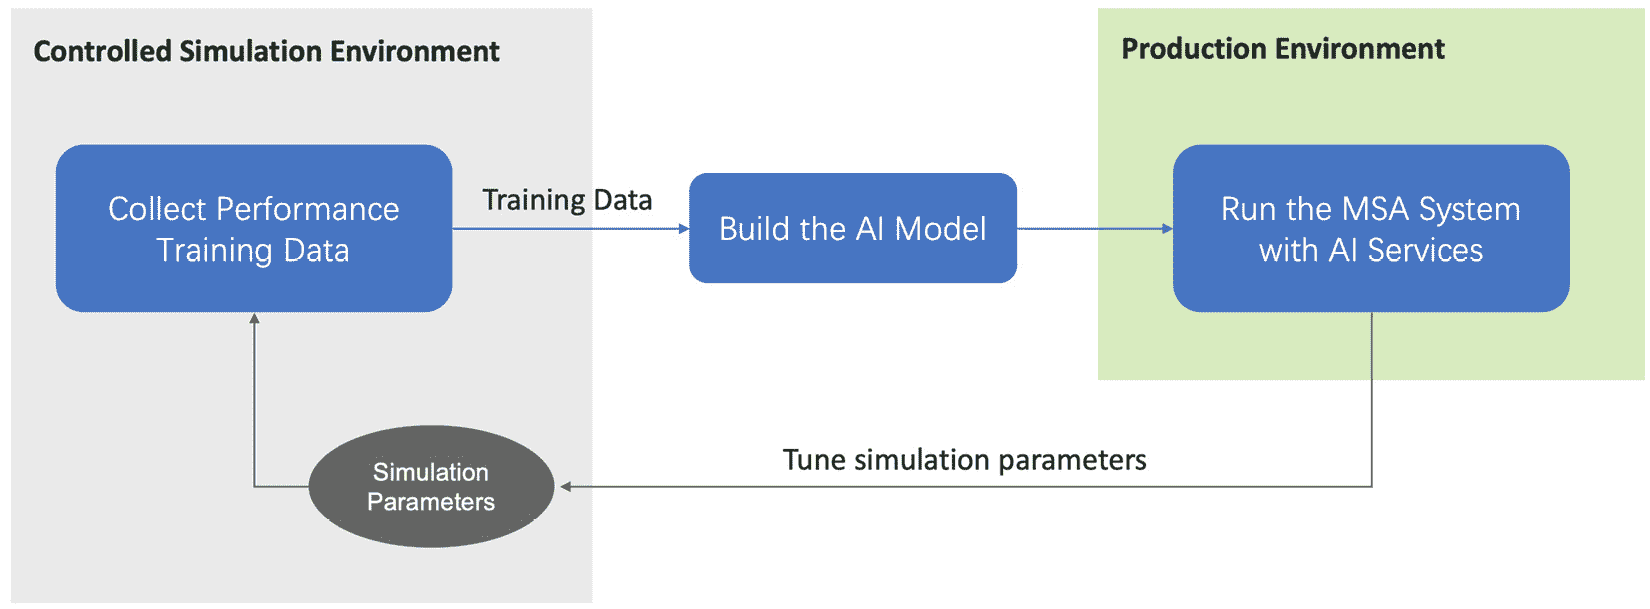 Controlled Simulation Environment
Production Environment
Collect Performance
Training Data
Training Data
Build the AI Model
Run the MSA System
with AI Services
Tune simulation parameters
Simulation
Parameters